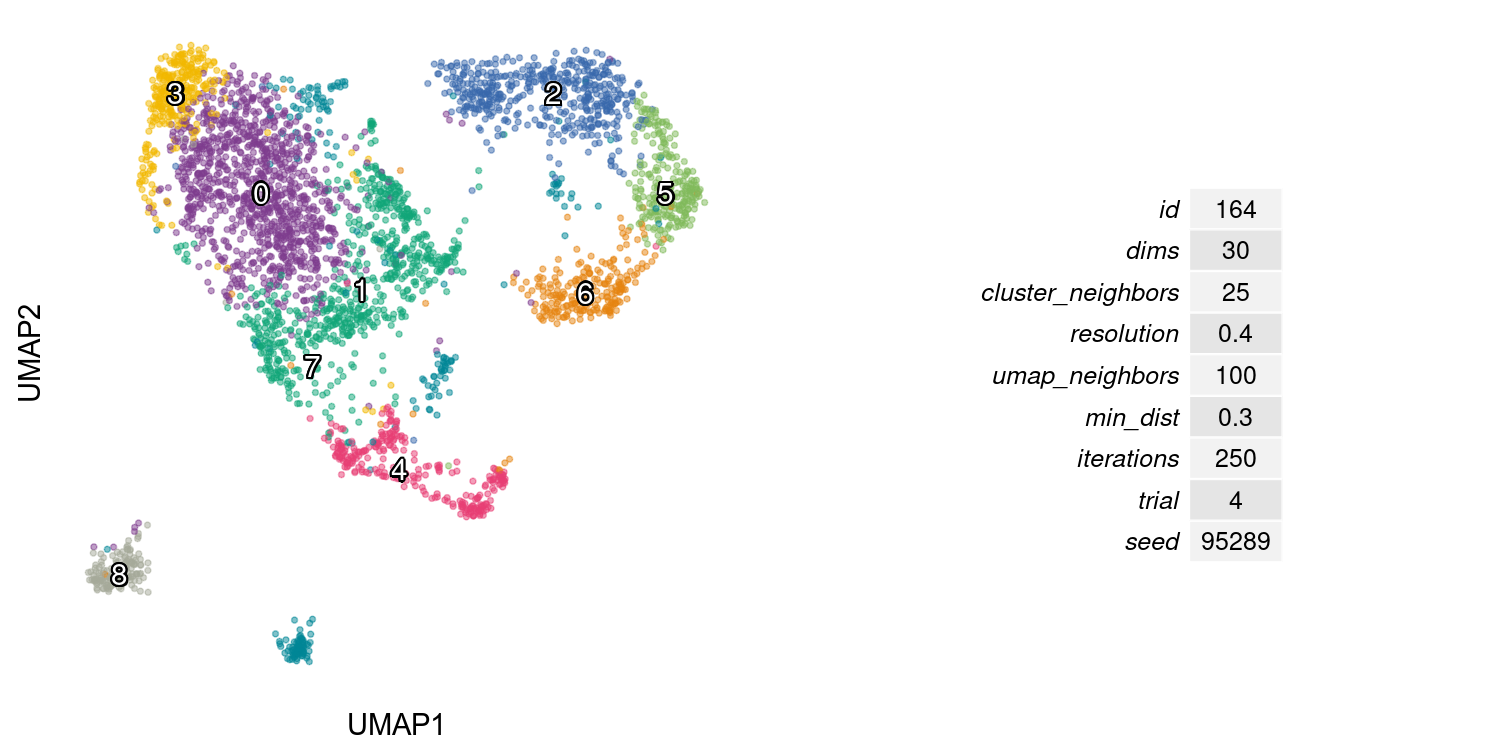 3
2
0
5
1
6
7
4
8
UMAP2
UMAP1
id 164
dims 30
cluster_neighbors 25
resolution 0.4
umap_neighbors 100
min_dist 0.3
iterations 250
trial 4
seed 95289